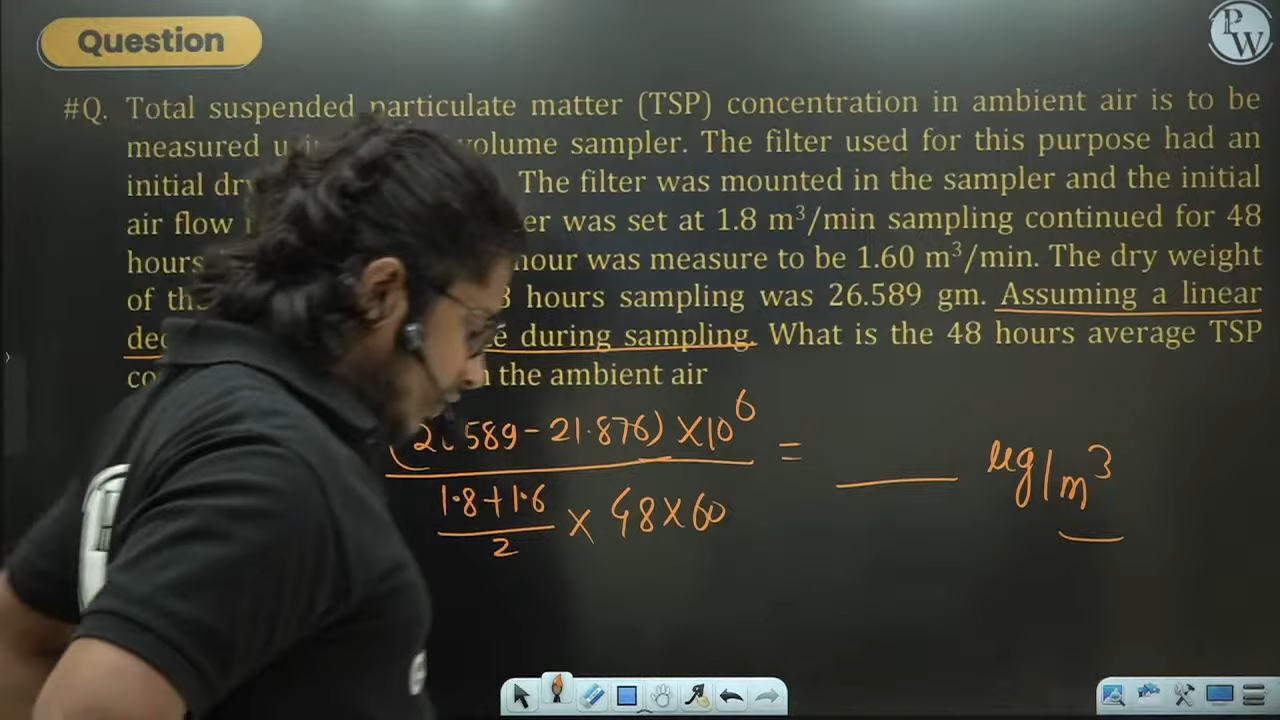 Question
PW
#Q. Total suspended particulate matter (TSP) concentration in ambient air is to be
measured volume sampler. The filter used for this purpose had an
initial The filter was mounted in the sampler and the initial
air flow was set at 1.8 m³/min sampling continued for 48
hours hour was measure to be 1.60 m³/min. The dry weight
of hours sampling was 26.589 gm. Assuming a linear
during sampling. What is the 48 hours average TSP
the ambient air
589 - 21.876) × 10⁶
= ___ µg/m³
1.8 + 1.6
2
× 48 × 60